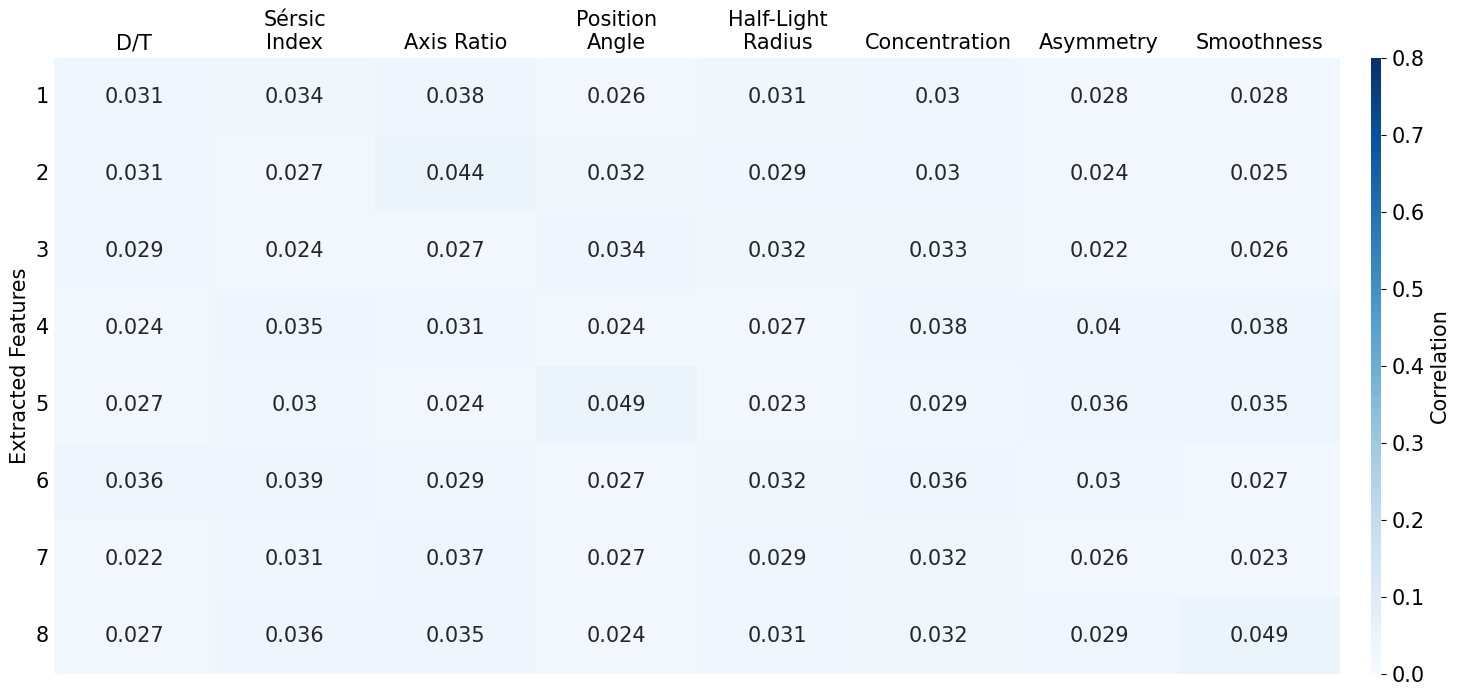 Sérsic Position Half-Light
D/T Index Axis Ratio Angle Radius Concentration Asymmetry Smoothness
1 0.031 0.034 0.038 0.026 0.031 0.03 0.028 0.028
2 0.031 0.027 0.044 0.032 0.029 0.03 0.024 0.025
3 0.029 0.024 0.027 0.034 0.032 0.033 0.022 0.026
4 0.024 0.035 0.031 0.024 0.027 0.038 0.04 0.038
5 0.027 0.03 0.024 0.049 0.023 0.029 0.036 0.035
6 0.036 0.039 0.029 0.027 0.032 0.036 0.03 0.027
7 0.022 0.031 0.037 0.027 0.029 0.032 0.026 0.023
8 0.027 0.036 0.035 0.024 0.031 0.032 0.029 0.049
Extracted Features
0.8
0.7
0.6
0.5
0.4
0.3
0.2
0.1
0.0
Correlation